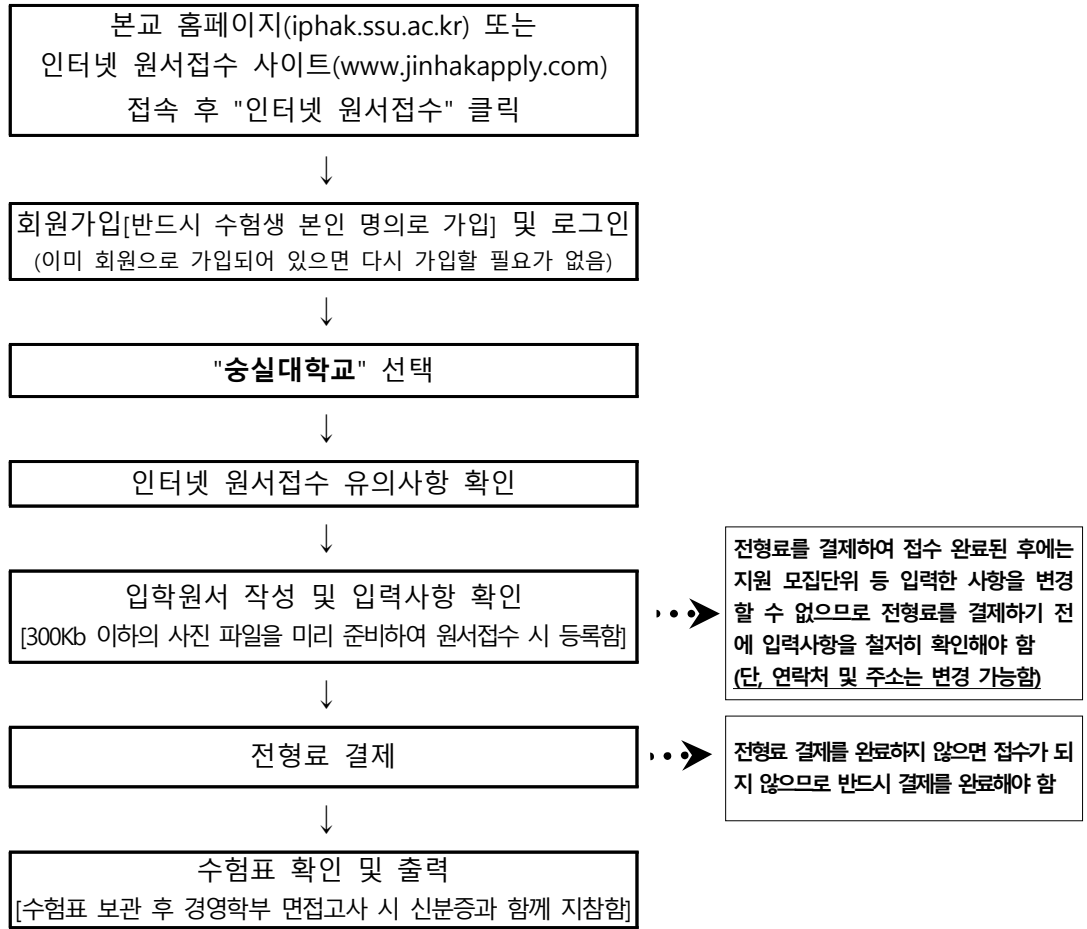 본교 홈페이지(iphak.ssu.ac.kr) 또는
인터넷 원서접수 사이트(www.jinhakapply.com)
접속 후 "인터넷 원서접수" 클릭
↓
회원가입[반드시 수험생 본인 명의로 가입] 및 로그인
(이미 회원으로 가입되어 있으면 다시 가입할 필요가 없음)
↓
"숭실대학교" 선택
↓
인터넷 원서접수 유의사항 확인
↓
입학원서 작성 및 입력사항 확인
[300Kb 이하의 사진 파일을 미리 준비하여 원서접수 시 등록함]
전형료를 결제하여 접수 완료된 후에는
지원 모집단위 등 입력한 사항을 변경
할 수 없으므로 전형료를 결제하기 전
에 입력사항을 철저히 확인해야 함
(단, 연락처 및 주소는 변경 가능함)
↓
전형료 결제
전형료 결제를 완료하지 않으면 접수가 되
지 않으므로 반드시 결제를 완료해야 함
↓
수험표 확인 및 출력
[수험표 보관 후 경영학부 면접고사 시 신분증과 함께 지참함]